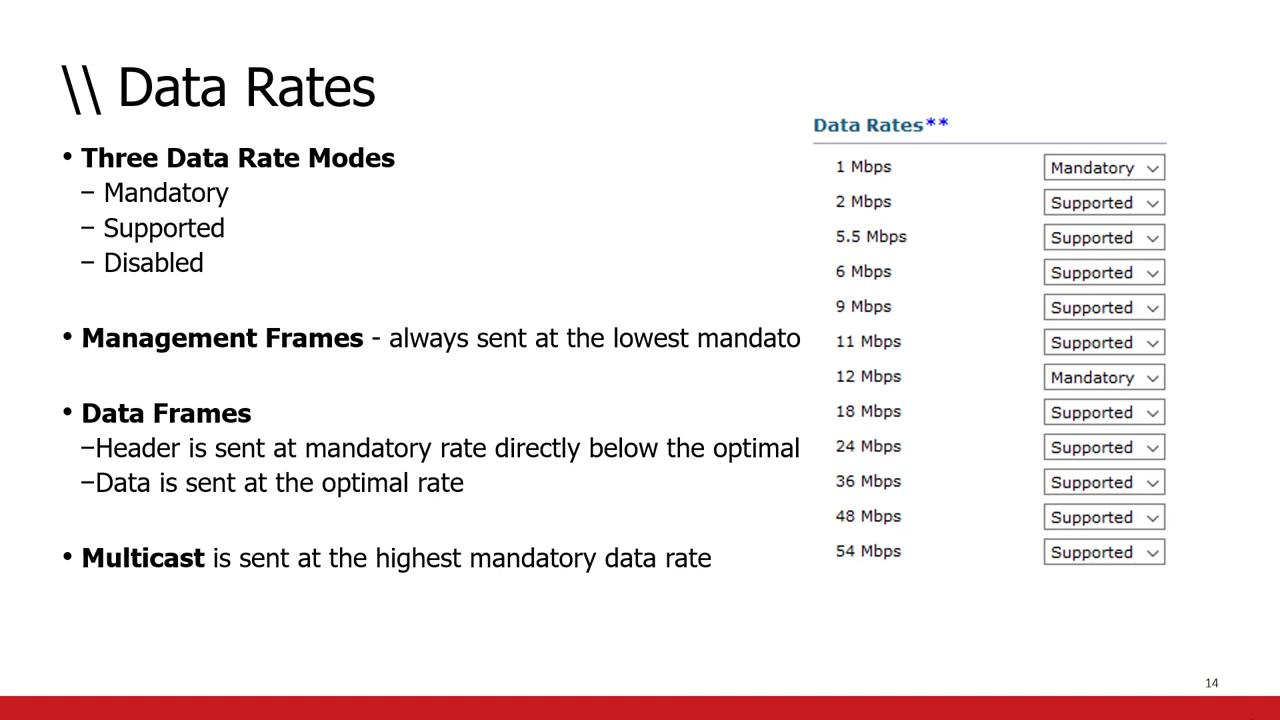 \\ Data Rates
• Three Data Rate Modes
– Mandatory
– Supported
– Disabled
• Management Frames - always sent at the lowest mandato
• Data Frames
–Header is sent at mandatory rate directly below the optimal
–Data is sent at the optimal rate
• Multicast is sent at the highest mandatory data rate
Data Rates**
1 Mbps Mandatory
2 Mbps Supported
5.5 Mbps Supported
6 Mbps Supported
9 Mbps Supported
11 Mbps Supported
12 Mbps Mandatory
18 Mbps Supported
24 Mbps Supported
36 Mbps Supported
48 Mbps Supported
54 Mbps Supported
14